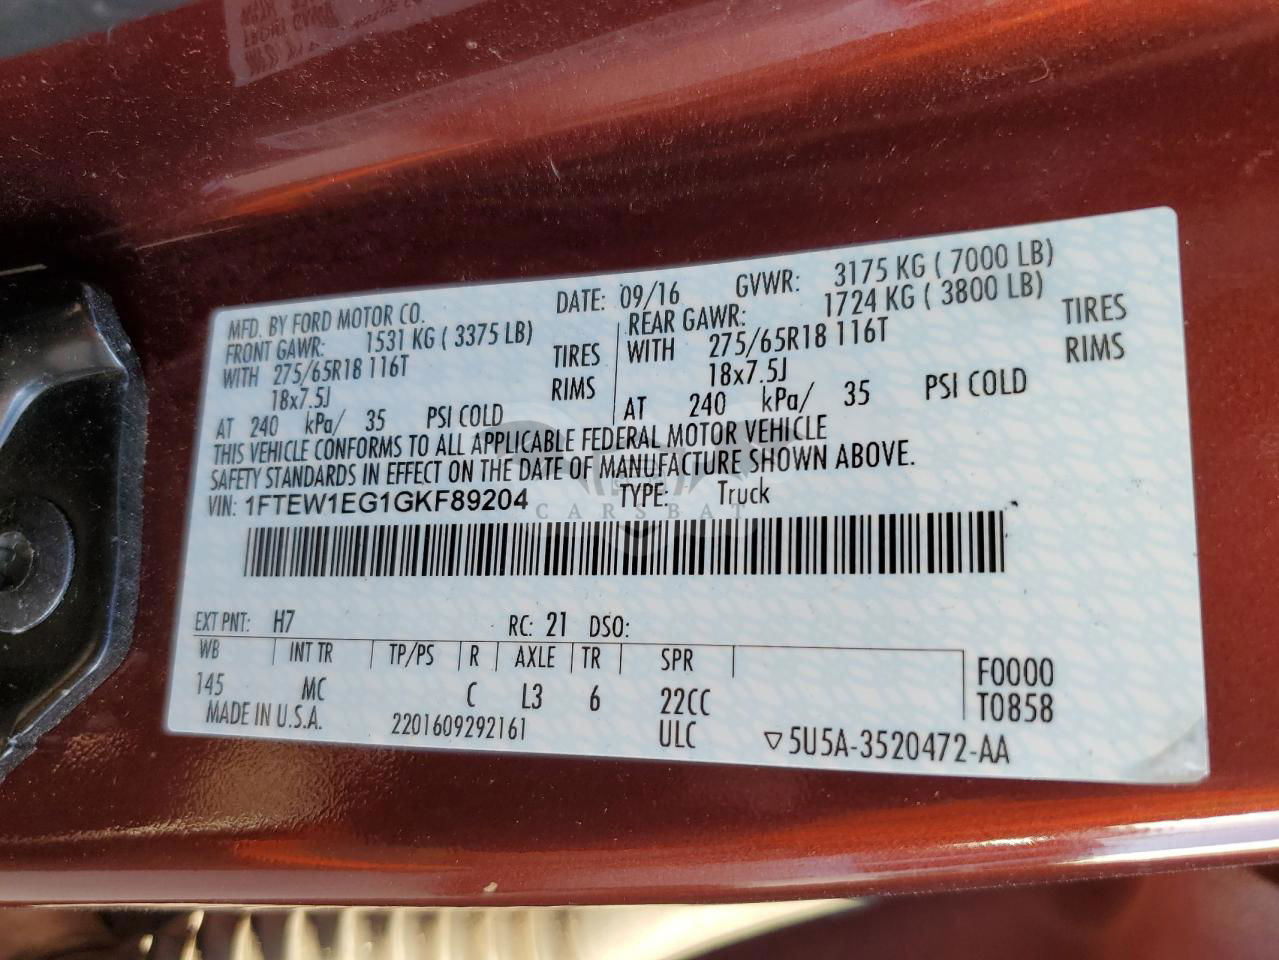 MFD. BY FORD MOTOR CO. DATE: 09/16 GVWR: 3175 KG ( 7000 LB)
FRONT GAWR: 1531 KG ( 3375 LB) REAR GAWR: 1724 KG ( 3800 LB)
WITH 275/65R18 116T TIRES WITH 275/65R18 116T TIRES
18x7.5J RIMS 18x7.5J RIMS
AT 240 kPa/ 35 PSI COLD AT 240 kPa/ 35 PSI COLD
THIS VEHICLE CONFORMS TO ALL APPLICABLE FEDERAL MOTOR VEHICLE
SAFETY STANDARDS IN EFFECT ON THE DATE OF MANUFACTURE SHOWN ABOVE.
VIN: 1FTEW1EG1GKF89204 TYPE: Truck
CARSBAT
EXT PNT: H7 RC: 21 DSO:
WB INT TR TP/PS R AXLE TR SPR F0000
145 MC C L3 6 22CC T0858
MADE IN U.S.A. 2201609292161 ULC ▽5U5A-3520472-AA